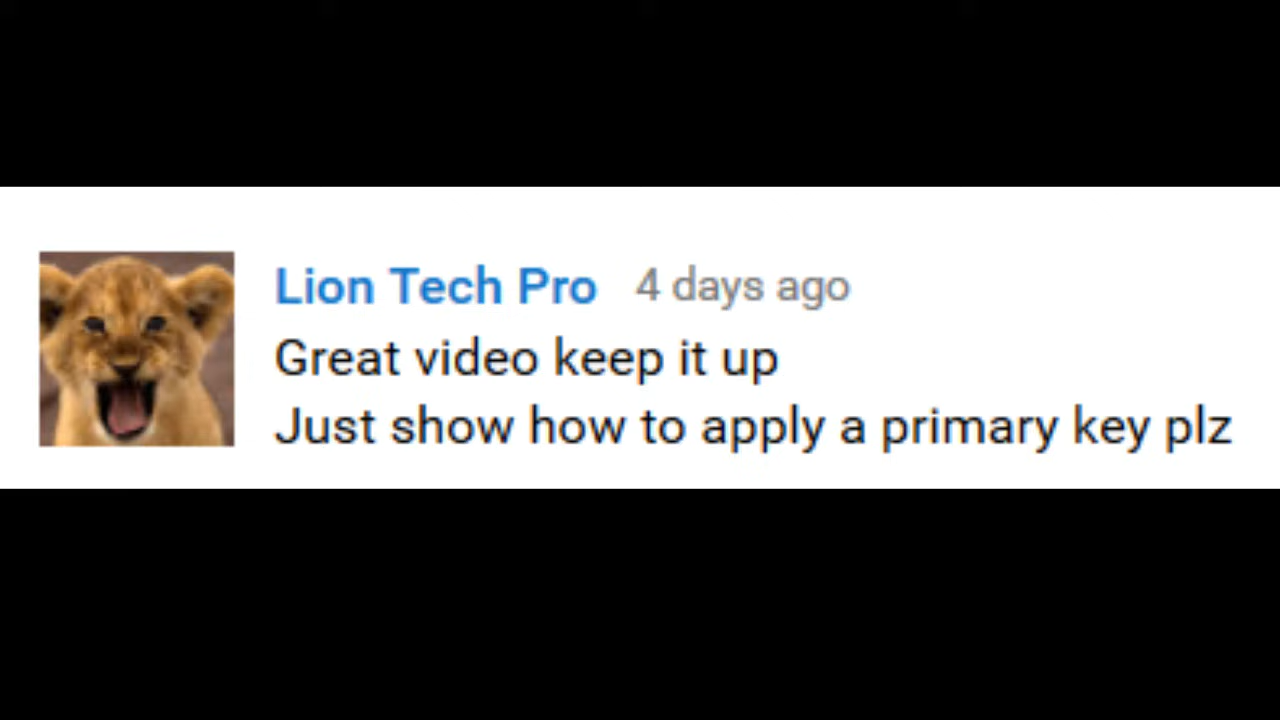 Lion Tech Pro 4 days ago
Great video keep it up
Just show how to apply a primary key plz